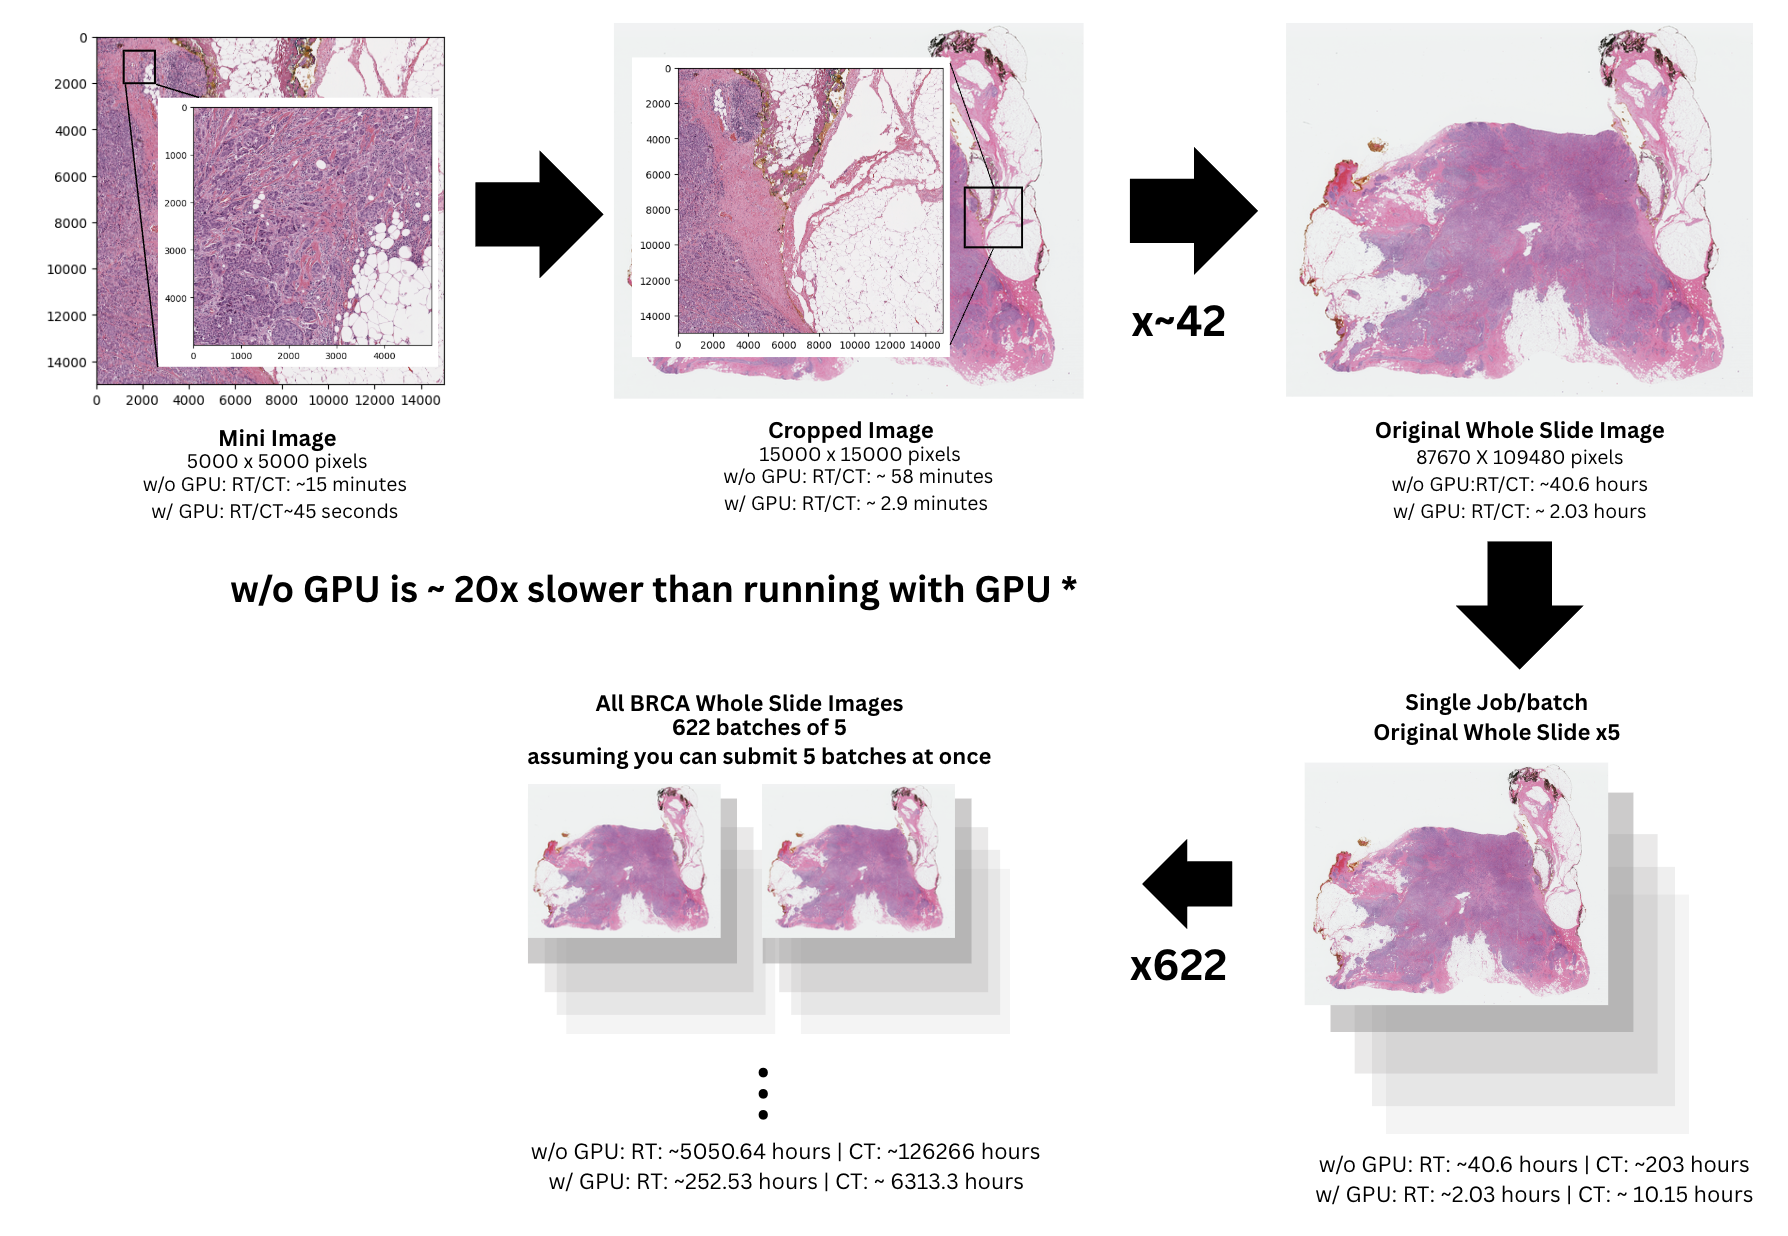 0
2000
4000
6000
8000
10000
12000
14000
0 2000 4000 6000 8000 10000 12000 14000
0
1000
2000
3000
4000
0 1000 2000 3000 4000
Mini Image
5000 x 5000 pixels
w/o GPU: RT/CT: ~15 minutes
w/ GPU: RT/CT~45 seconds
0
2000
4000
6000
8000
10000
12000
14000
0 2000 4000 6000 8000 10000 12000 14000
Cropped Image
15000 x 15000 pixels
w/o GPU: RT/CT: ~ 58 minutes
w/ GPU: RT/CT: ~ 2.9 minutes
x~42
Original Whole Slide Image
87670 X 109480 pixels
w/o GPU:RT/CT: ~40.6 hours
w/ GPU: RT/CT: ~ 2.03 hours
w/o GPU is ~ 20x slower than running with GPU *
Single Job/batch
Original Whole Slide x5
w/o GPU: RT: ~40.6 hours | CT: ~203 hours
w/ GPU: RT: ~2.03 hours | CT: ~ 10.15 hours
x622
All BRCA Whole Slide Images
622 batches of 5
assuming you can submit 5 batches at once
w/o GPU: RT: ~5050.64 hours | CT: ~126266 hours
w/ GPU: RT: ~252.53 hours | CT: ~ 6313.3 hours